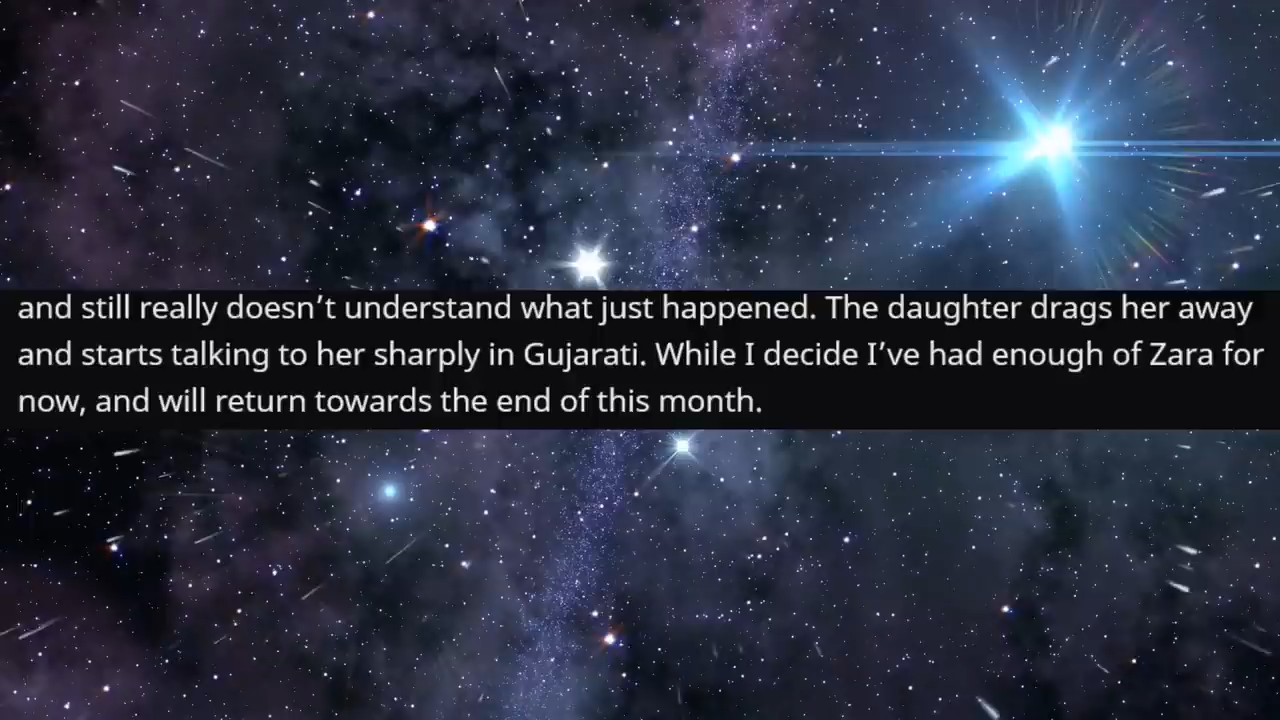 and still really doesn’t understand what just happened. The daughter drags her away
and starts talking to her sharply in Gujarati. While I decide I’ve had enough of Zara for
now, and will return towards the end of this month.